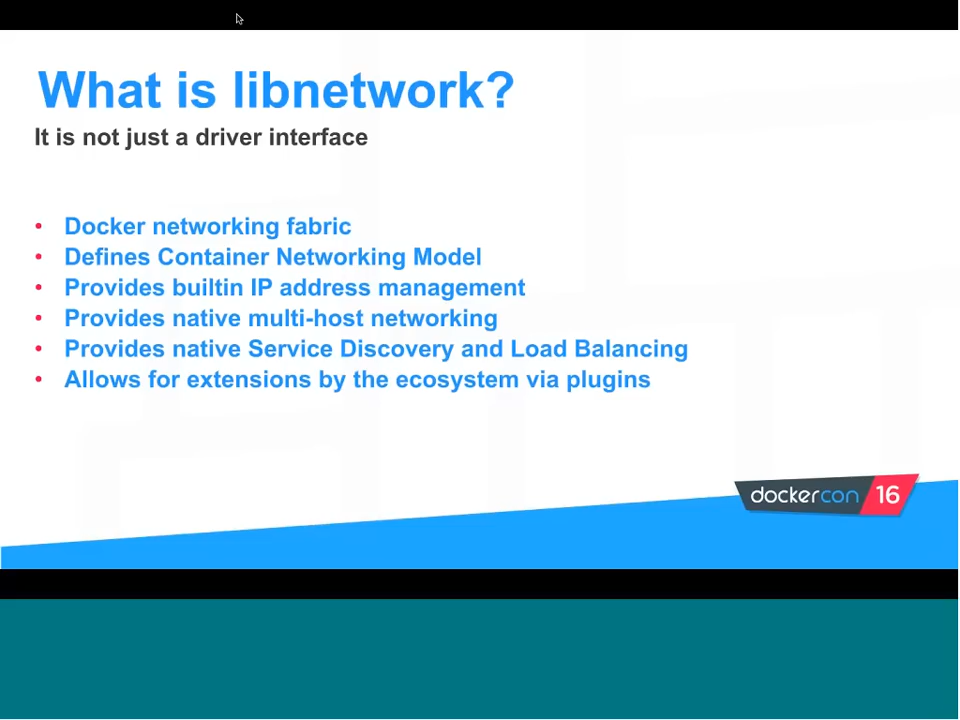 What is libnetwork?
It is not just a driver interface
• Docker networking fabric
• Defines Container Networking Model
• Provides builtin IP address management
• Provides native multi-host networking
• Provides native Service Discovery and Load Balancing
• Allows for extensions by the ecosystem via plugins
dockercon 16